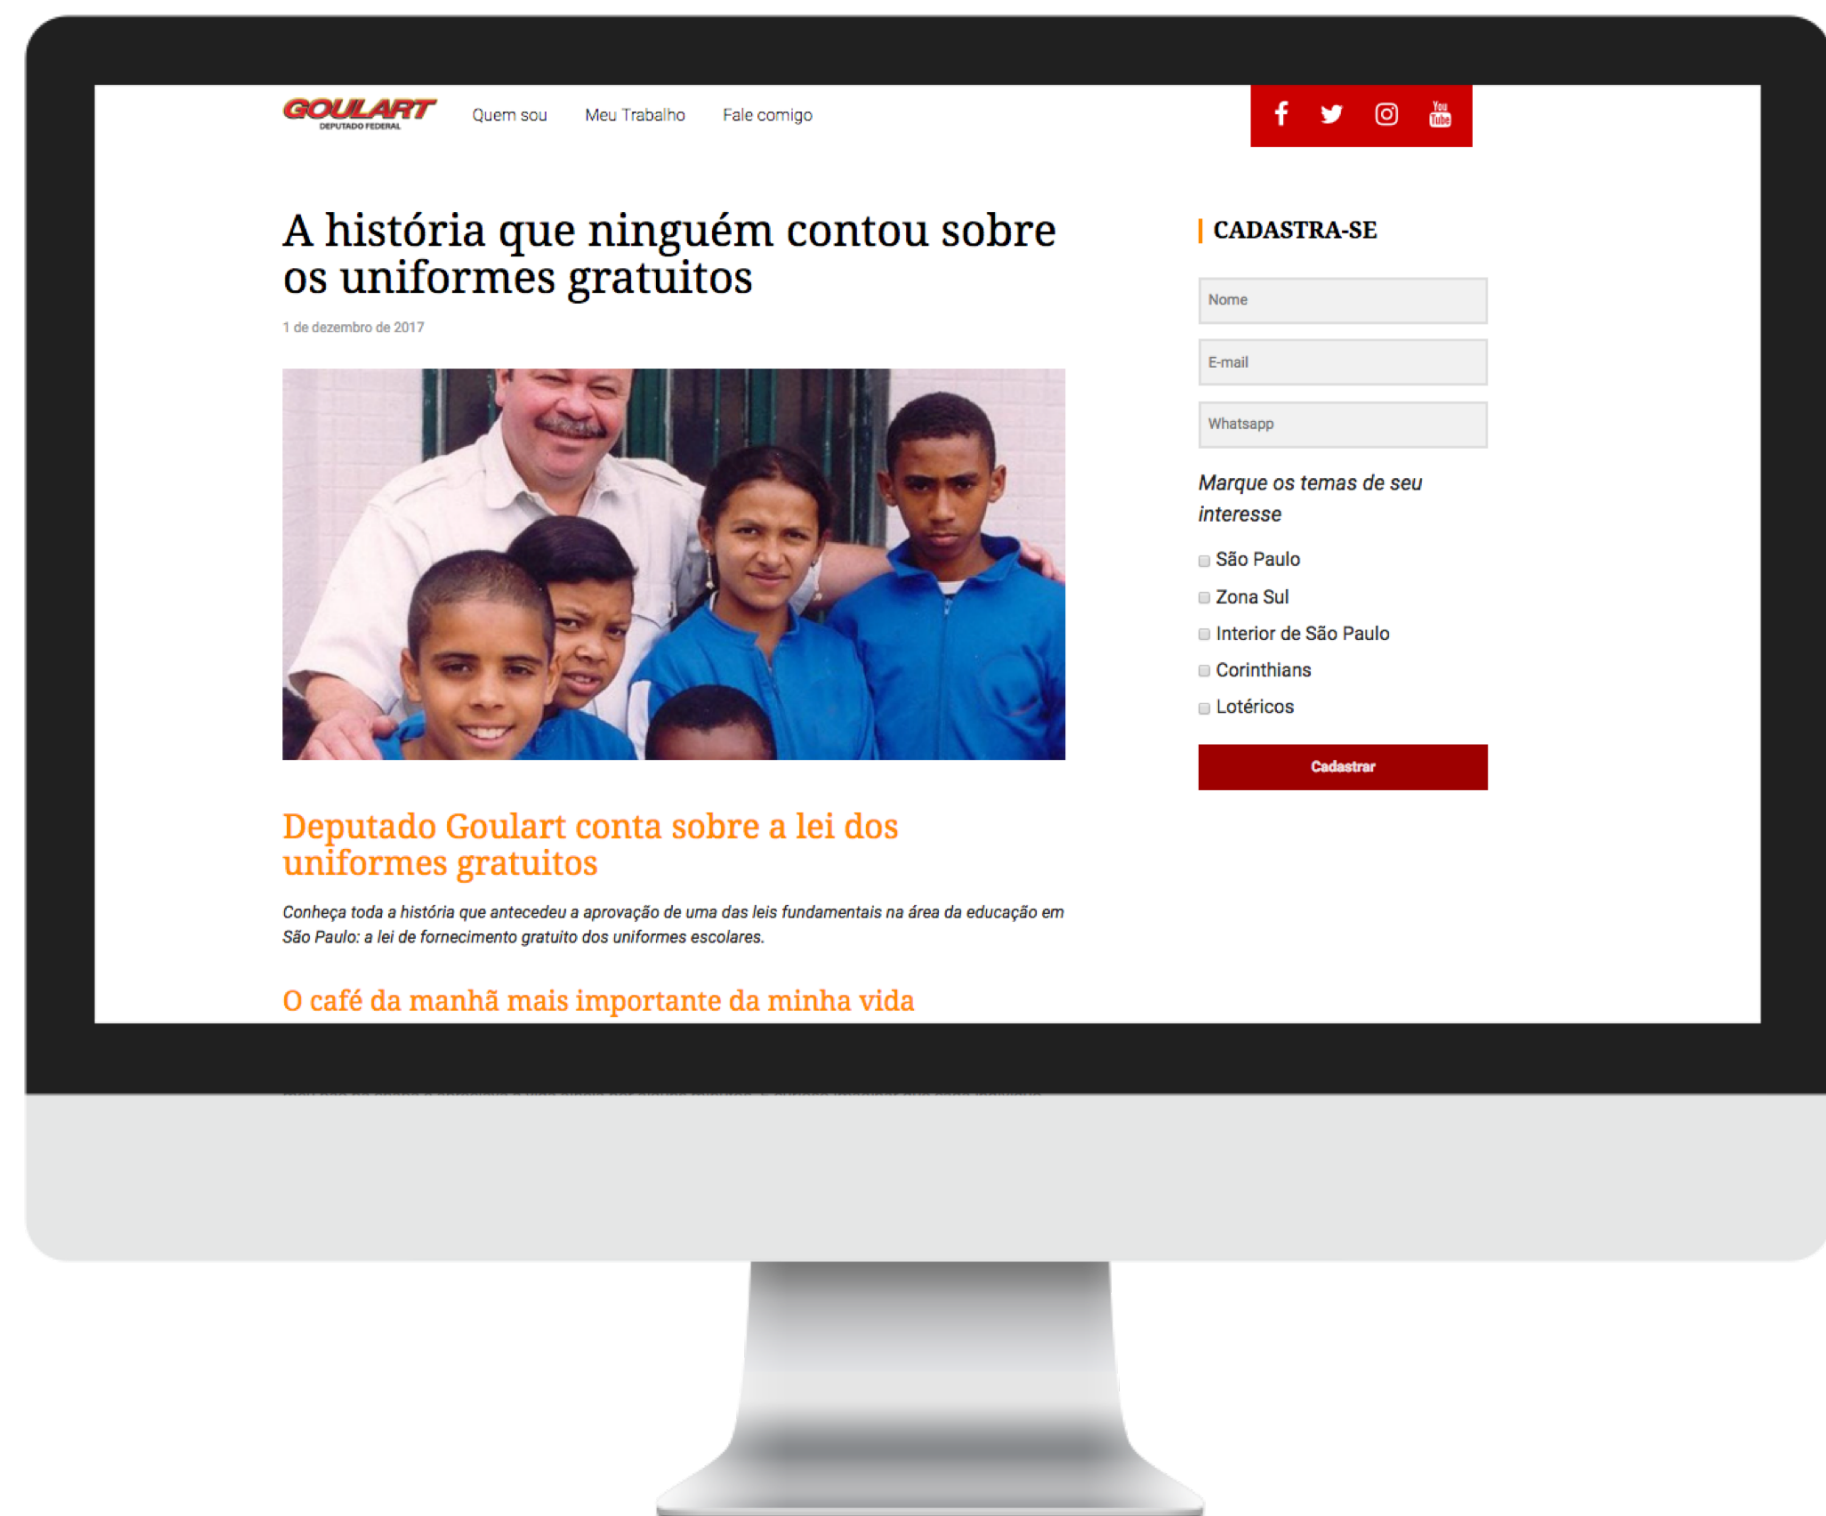 GOULART
DEPUTADO FEDERAL
Quem sou
Meu Trabalho
Fale comigo
You
Tube
A história que ninguém contou sobre
os uniformes gratuitos
1 de dezembro de 2017
Deputado Goulart conta sobre a lei dos
uniformes gratuitos
Conheça toda a história que antecedeu a aprovação de uma das leis fundamentais na área da educação em
São Paulo: a lei de fornecimento gratuito dos uniformes escolares.
O café da manhã mais importante da minha vida
CADASTRA-SE
Nome
E-mail
Whatsapp
Marque os temas de seu
interesse
São Paulo
Zona Sul
Interior de São Paulo
Corinthians
Lotéricos
Cadastrar